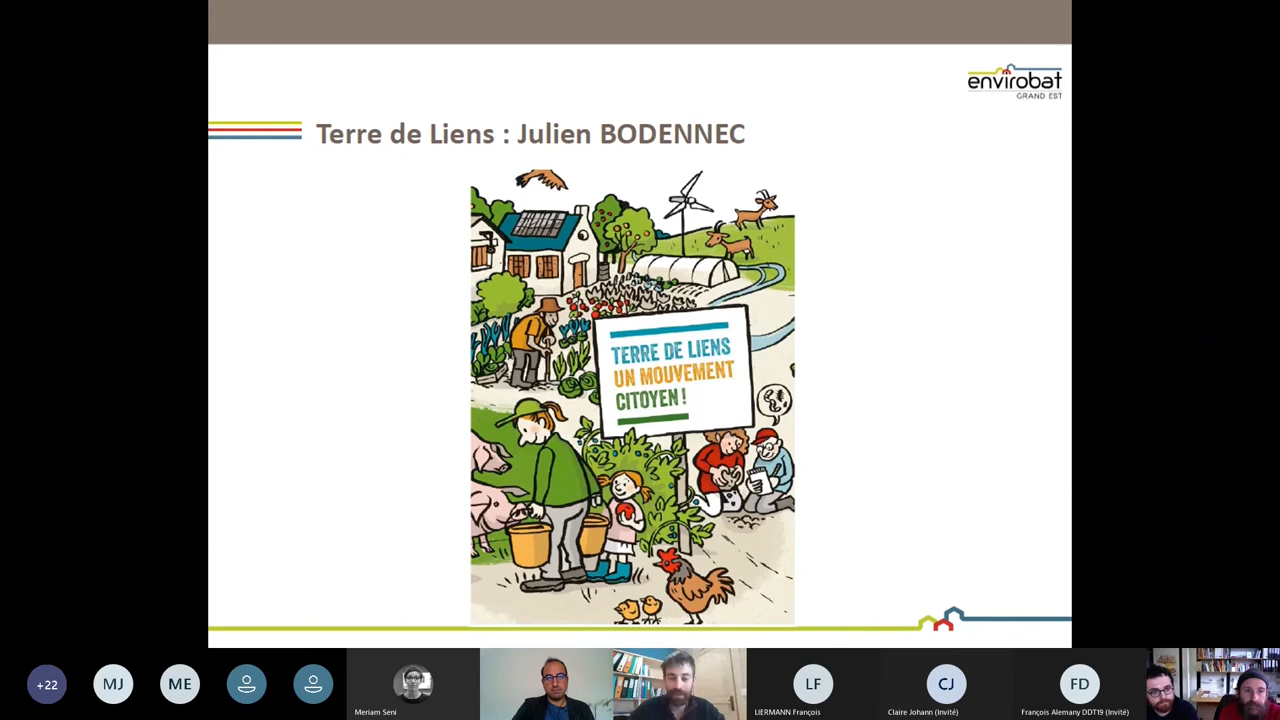 envirobat
GRAND EST
Terre de Liens : Julien BODENNEC
TERRE DE LIENS
UN MOUVEMENT
CITOYEN !
+22
MJ
ME
LF
CJ
FD
Meriam Seni
LIERMANN François
Claire Johann (Invité)
François Alemany DDT19 (Invité)